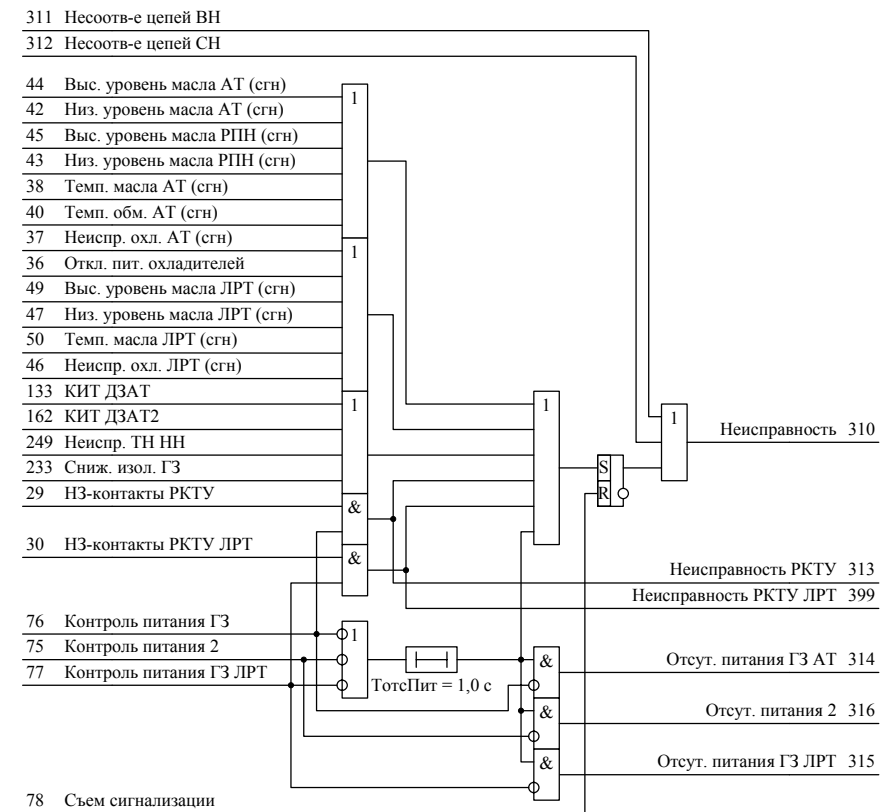 311 Несоотв-е цепей ВН
312 Несоотв-е цепей СН
44 Выс. уровень масла АТ (сгн)
42 Низ. уровень масла АТ (сгн)
45 Выс. уровень масла РПН (сгн)
43 Низ. уровень масла РПН (сгн)
38 Темп. масла АТ (сгн)
40 Темп. обм. АТ (сгн)
37 Неиспр. охл. АТ (сгн)
36 Откл. пит. охладителей
49 Выс. уровень масла ЛРТ (сгн)
47 Низ. уровень масла ЛРТ (сгн)
50 Темп. масла ЛРТ (сгн)
46 Неиспр. охл. ЛРТ (сгн)
133 КИТ ДЗАТ
162 КИТ ДЗАТ2
249 Неиспр. ТН НН
233 Сниж. изол. ГЗ
29 НЗ-контакты РКТУ
30 НЗ-контакты РКТУ ЛРТ
76 Контроль питания ГЗ
75 Контроль питания 2
77 Контроль питания ГЗ ЛРТ
78 Съем сигнализации
1
1
1
&
&
1
ТотсПит = 1,0 с
1
S
R
1
&
&
&
Неисправность 310
Неисправность РКТУ 313
Неисправность РКТУ ЛРТ 399
Отсут. питания ГЗ АТ 314
Отсут. питания 2 316
Отсут. питания ГЗ ЛРТ 315